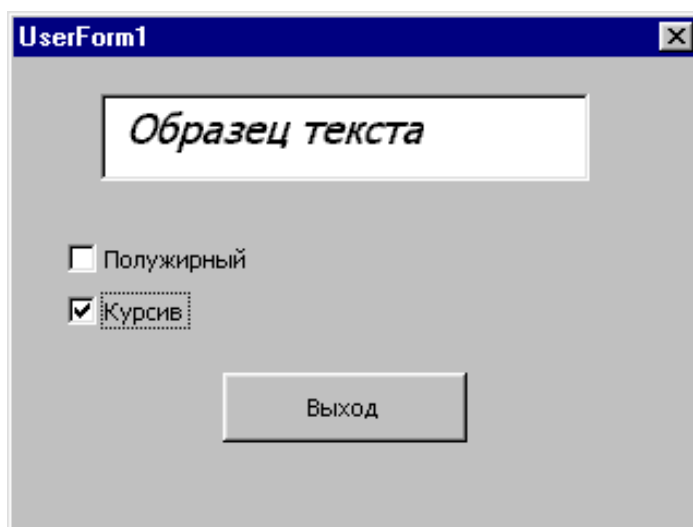 UserForm1
Образец текста
Полужирный
Курсив
Выход